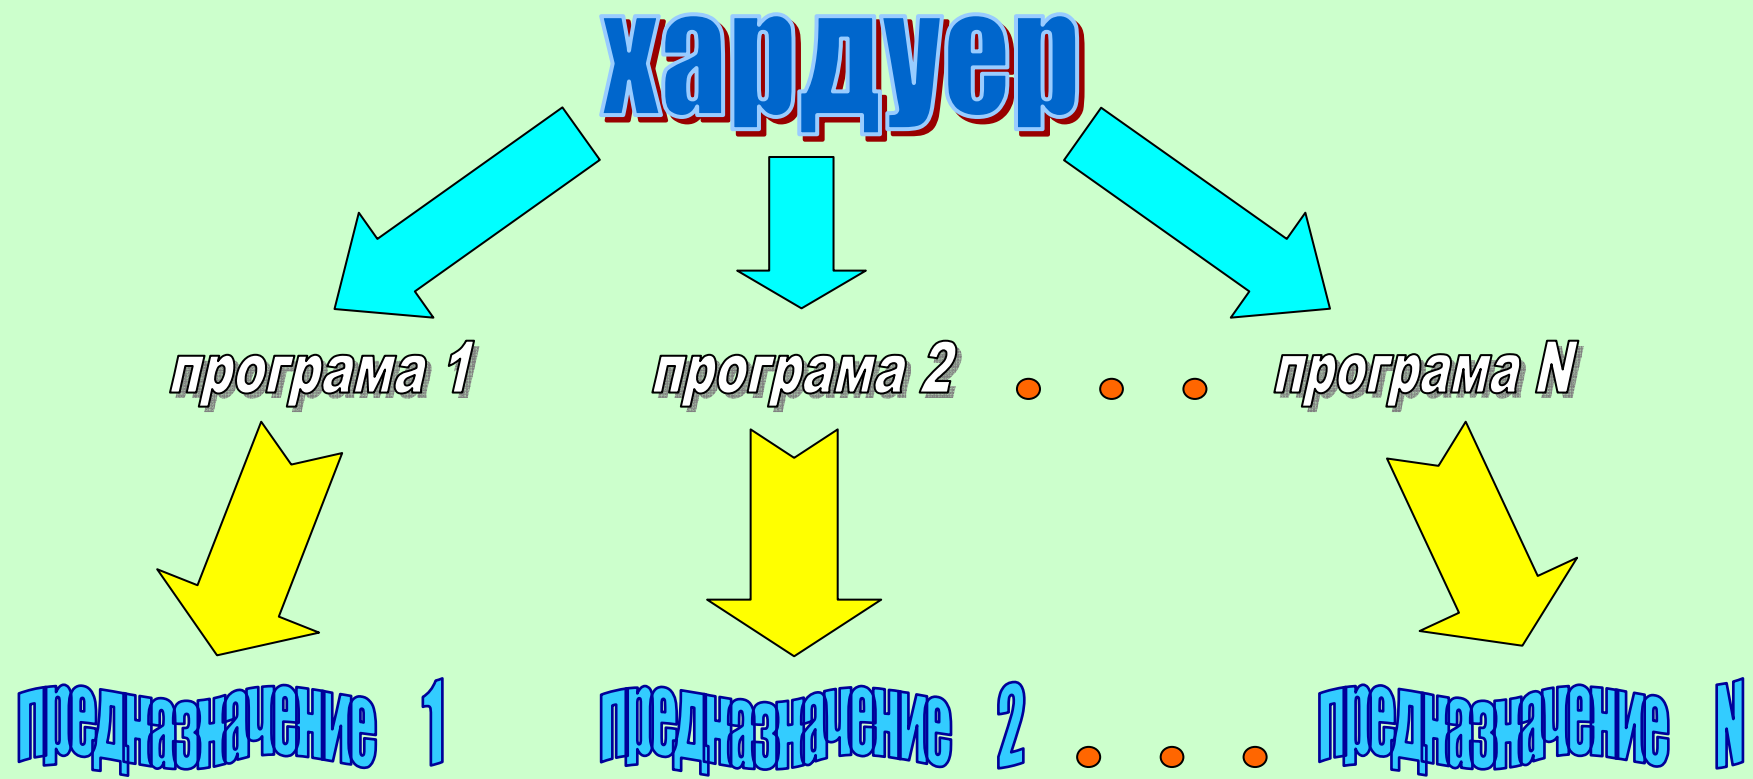 хардуер
програма 1 програма 2 . . . програма N
предназначение 1 предназначение 2 . . . предназначение N